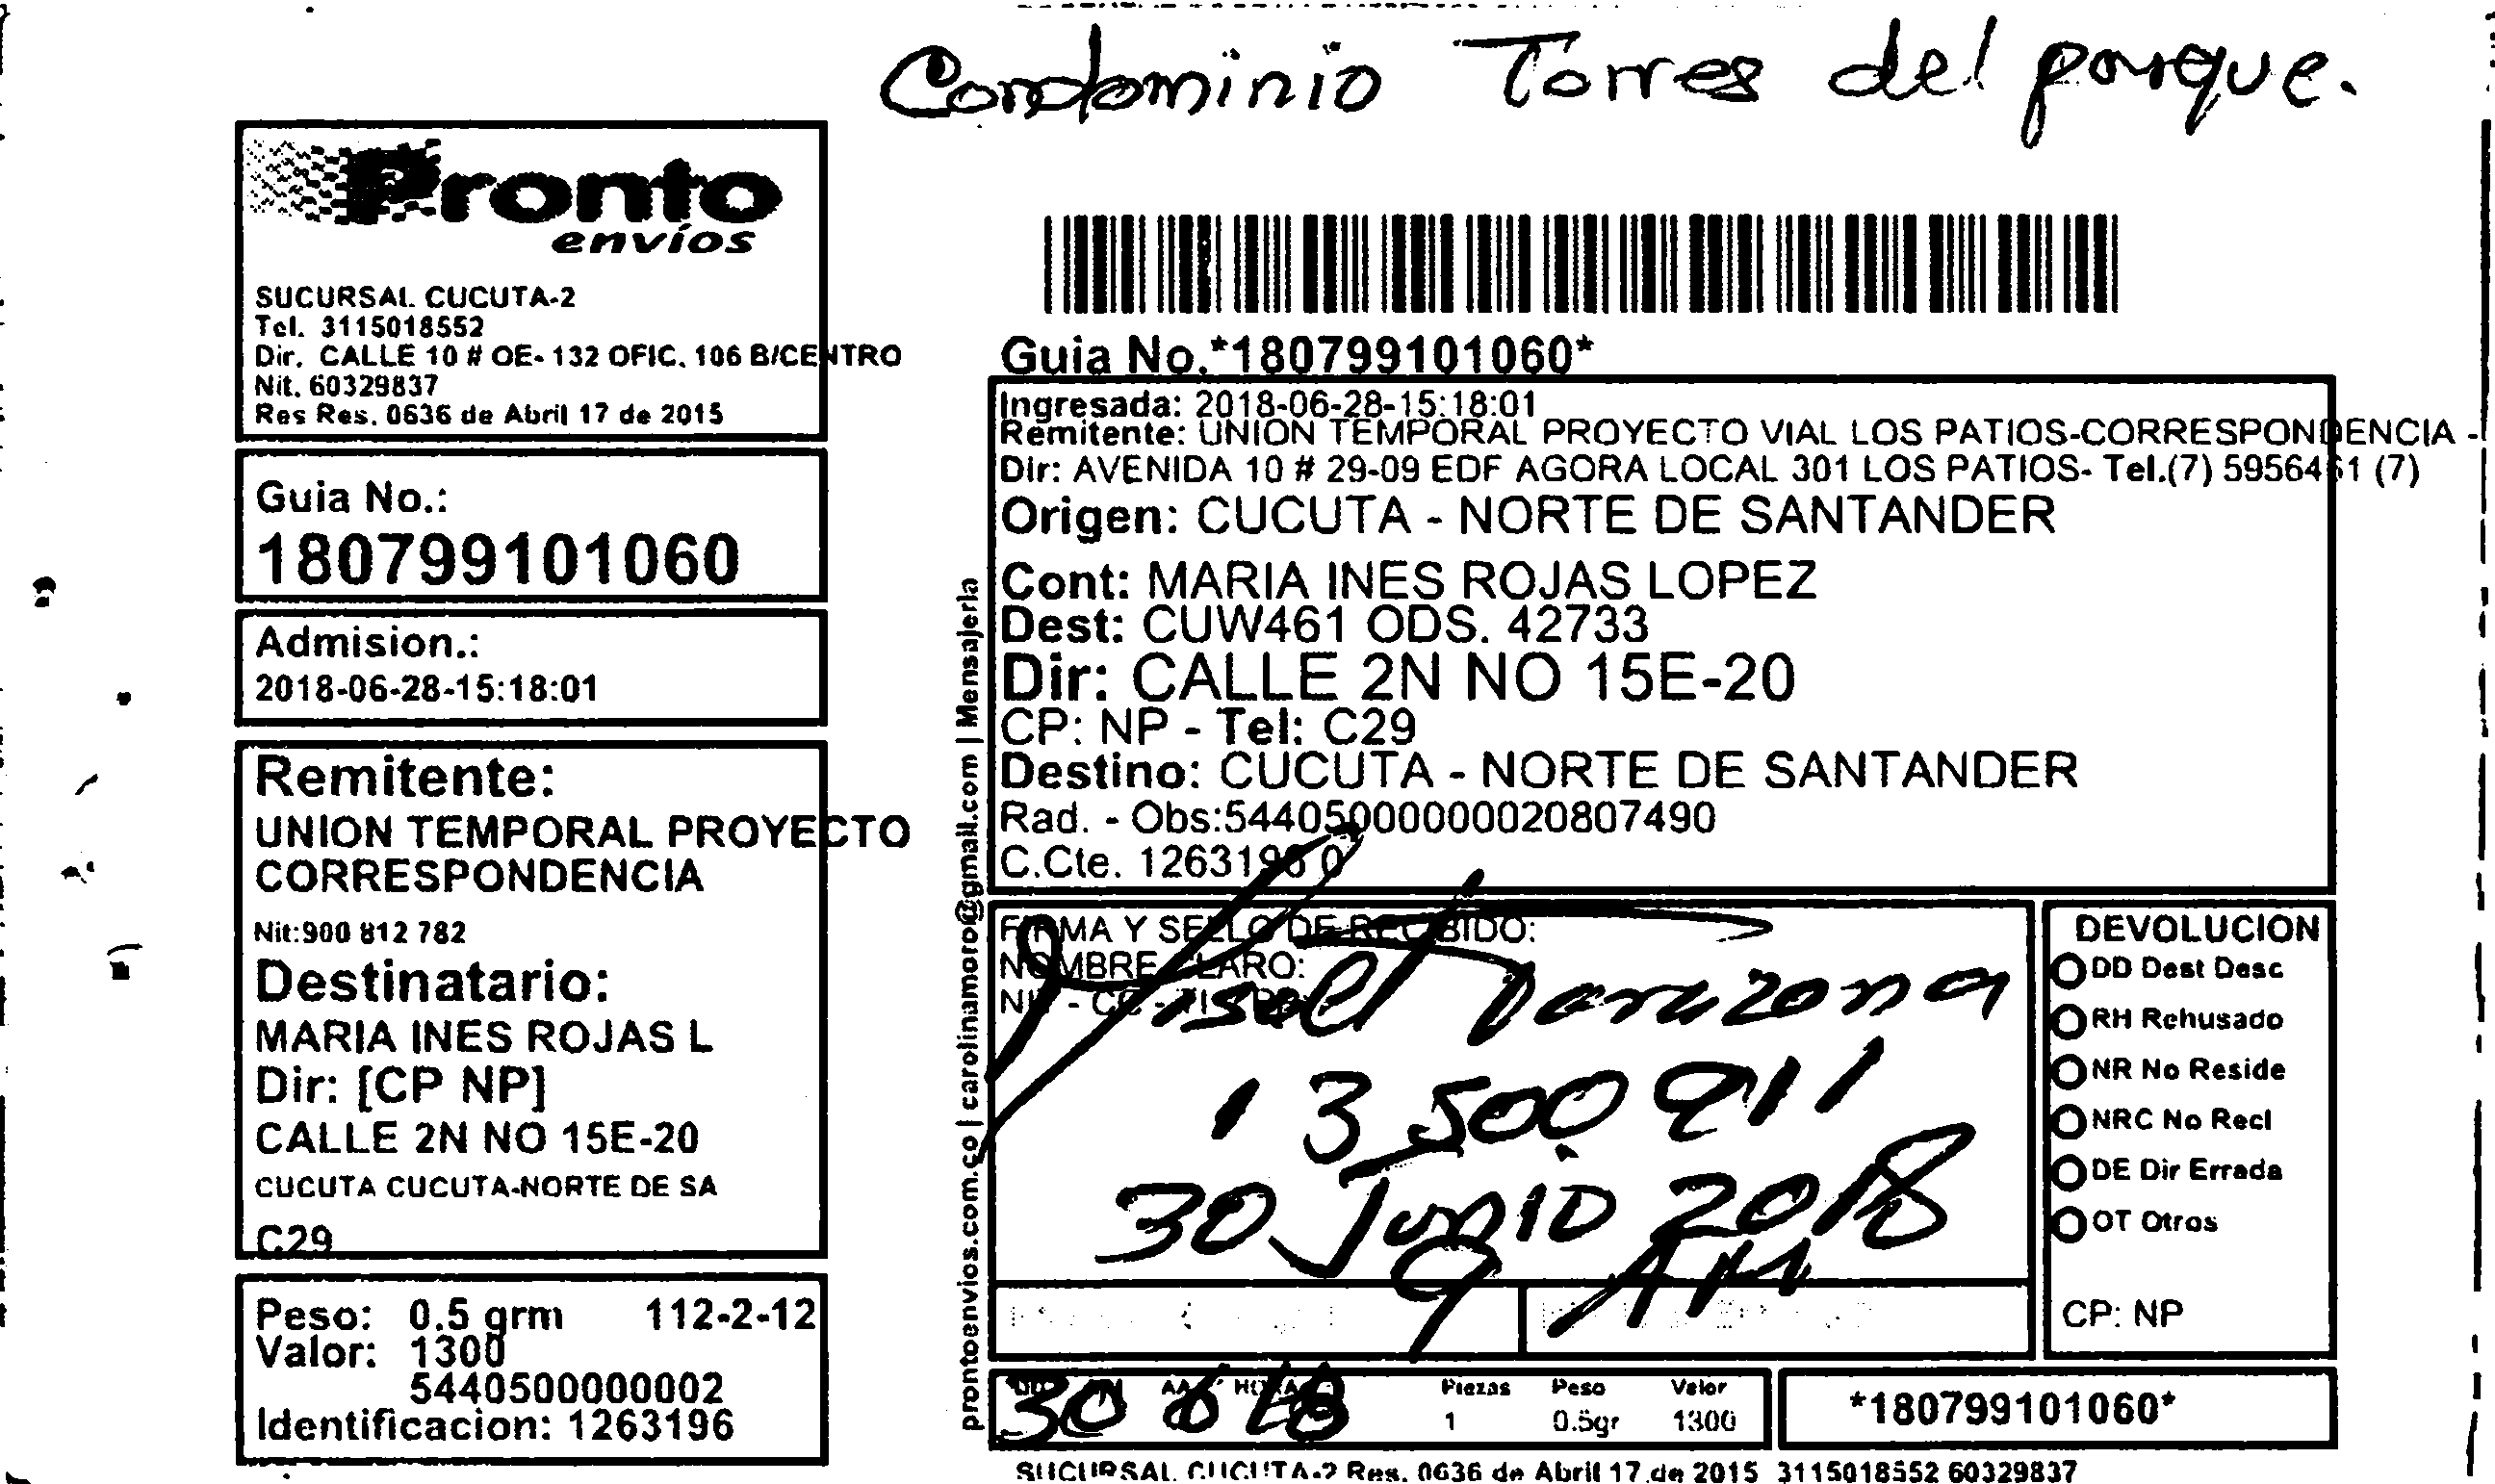 Condominio Torres del parque.
Pronto
envíos
SUCURSAL CUCUTA-2
Tel. 3115018552
Dir. CALLE 10 # OE- 132 OFIC. 106 B/CENTRO
Nit. 60329837
Res Res. 0636 de Abril 17 de 2015
Guia No.:
180799101060
Admision.:
2018-06-28-15:18:01
Remitente:
UNION TEMPORAL PROYECTO
CORRESPONDENCIA
Nit:900 812 782
Destinatario:
MARIA INES ROJAS L
Dir: [CP NP]
CALLE 2N NO 15E-20
CUCUTA CUCUTA-NORTE DE SA
C29
Peso: 0.5 grm 112-2-12
Valor: 1300
5440500000002
Identificacion: 1263196
prontoenvios.com.co | carolinamoro@gmail.com | Mensajeria
Guia No.*180799101060*
Ingresada: 2018-06-28-15:18:01
Remitente: UNION TEMPORAL PROYECTO VIAL LOS PATIOS-CORRESPONDENCIA -
Dir: AVENIDA 10 # 29-09 EDF AGORA LOCAL 301 LOS PATIOS- Tel.(7) 5956461 (7)
Origen: CUCUTA - NORTE DE SANTANDER
Cont: MARIA INES ROJAS LOPEZ
Dest: CUW461 ODS. 42733
Dir: CALLE 2N NO 15E-20
CP: NP - Tel: C29
Destino: CUCUTA - NORTE DE SANTANDER
Rad. - Obs:54405000000020807490
C.Cte. 1263196 0
FIRMA Y SELLO DE RECIBIDO:
NOMBRE CLARO:
Tarazona
13500911
30 Junio 2018
9 AM
DEVOLUCION
DD Dest Desc
RH Rehusado
NR No Reside
NRC No Recl
DE Dir Errada
OT Otros
CP: NP
30 6 18
Piezas Peso Valor
1 0.5gr 1300
*180799101060*
SUCURSAL CUCUTA-2 Res. 0636 de Abril 17 de 2015 3115018552 60329837